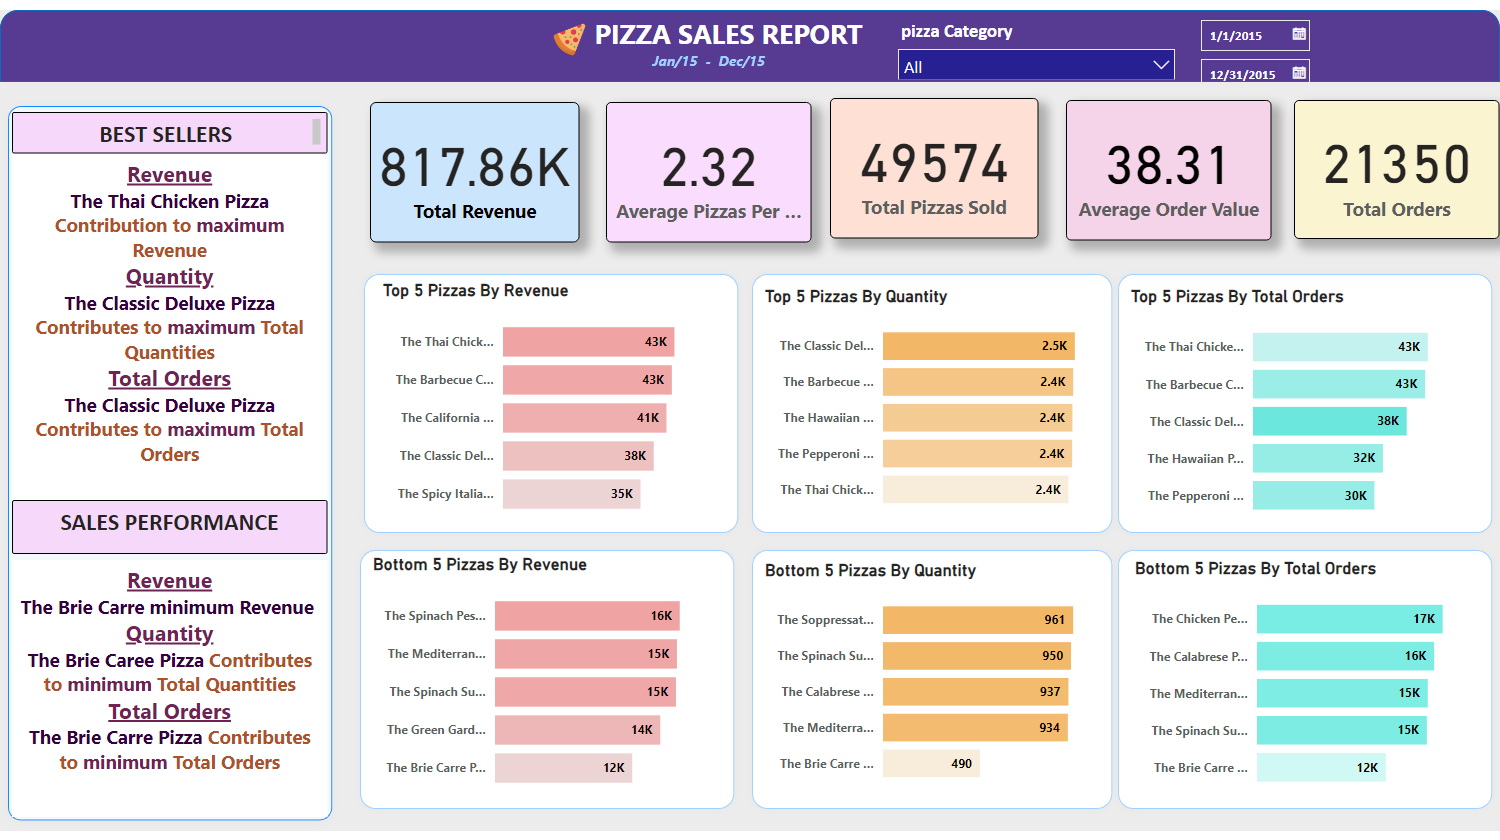 PIZZA SALES REPORT
Jan/15 - Dec/15
pizza Category
All
1/1/2015
12/31/2015
BEST SELLERS
Revenue
The Thai Chicken Pizza
Contribution to maximum
Revenue
Quantity
The Classic Deluxe Pizza
Contributes to maximum Total
Quantities
Total Orders
The Classic Deluxe Pizza
Contributes to maximum Total
Orders
SALES PERFORMANCE
Revenue
The Brie Carre minimum Revenue
Quantity
The Brie Caree Pizza Contributes
to minimum Total Quantities
Total Orders
The Brie Carre Pizza Contributes
to minimum Total Orders
817.86K
Total Revenue
2.32
Average Pizzas Per ...
49574
Total Pizzas Sold
38.31
Average Order Value
21350
Total Orders
Top 5 Pizzas By Revenue
The Thai Chick... 43K
The Barbecue C... 43K
The California ... 41K
The Classic Del... 38K
The Spicy Italia... 35K
Top 5 Pizzas By Quantity
The Classic Del... 2.5K
The Barbecue ... 2.4K
The Hawaiian ... 2.4K
The Pepperoni ... 2.4K
The Thai Chick... 2.4K
Top 5 Pizzas By Total Orders
The Thai Chicke... 43K
The Barbecue C... 43K
The Classic Del... 38K
The Hawaiian P... 32K
The Pepperoni ... 30K
Bottom 5 Pizzas By Revenue
The Spinach Pes... 16K
The Mediterran... 15K
The Spinach Su... 15K
The Green Gard... 14K
The Brie Carre P... 12K
Bottom 5 Pizzas By Quantity
The Soppressat... 961
The Spinach Su... 950
The Calabrese ... 937
The Mediterra... 934
The Brie Carre ... 490
Bottom 5 Pizzas By Total Orders
The Chicken Pe... 17K
The Calabrese P... 16K
The Mediterran... 15K
The Spinach Su... 15K
The Brie Carre ... 12K